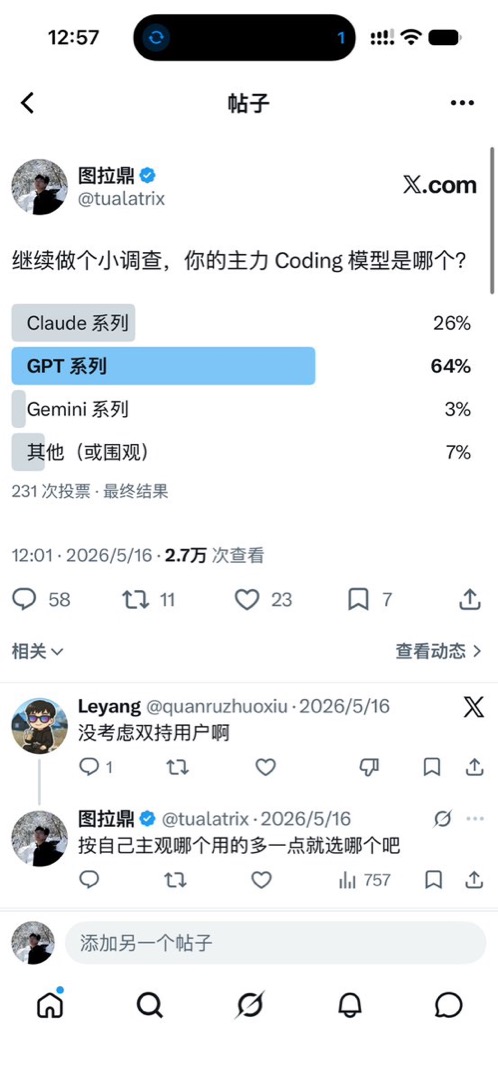 12:57
1
帖子
图拉鼎
@tualatrix
X.com
继续做个小调查，你的主力 Coding 模型是哪个？
Claude 系列 26%
GPT 系列 64%
Gemini 系列 3%
其他（或围观） 7%
231 次投票 · 最终结果
12:01 · 2026/5/16 · 2.7万 次查看
58 11 23 7
相关 查看动态
Leyang @quanruzhuoxiu · 2026/5/16
没考虑双持用户啊
1
图拉鼎 @tualatrix · 2026/5/16
按自己主观哪个用的多一点就选哪个吧
757
添加另一个帖子